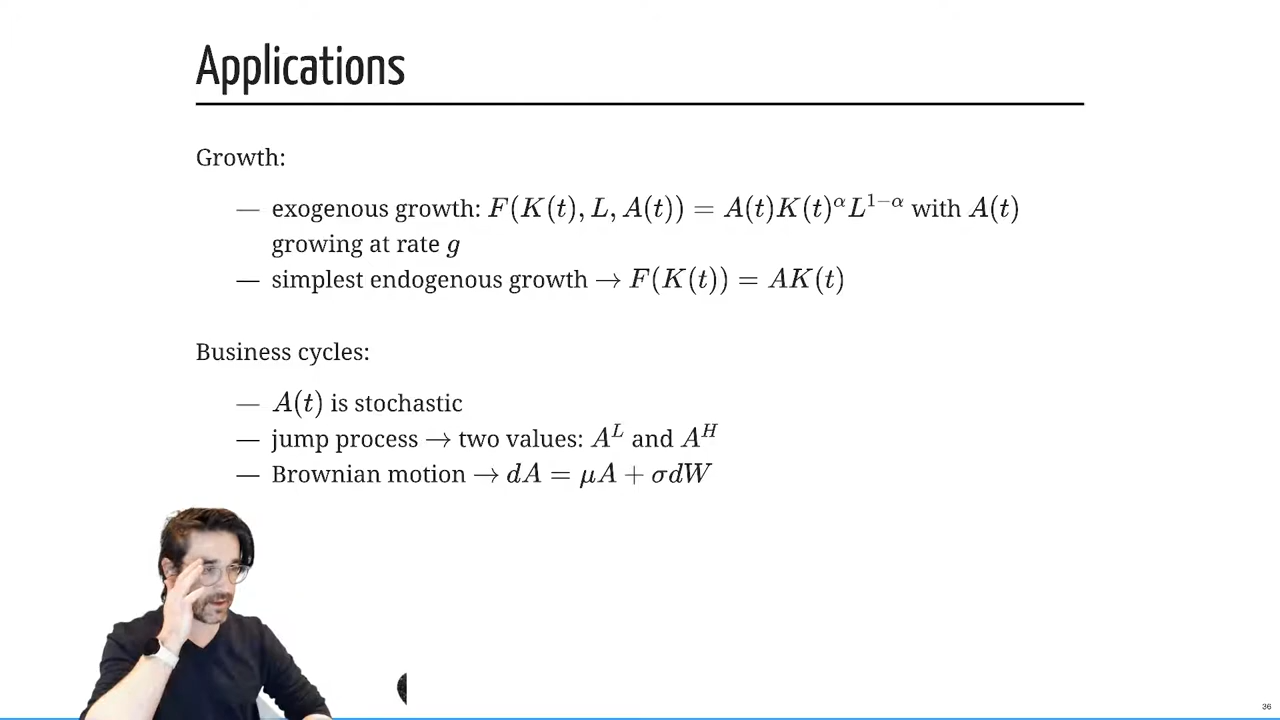 Applications
Growth:
— exogenous growth: F(K(t), L, A(t)) = A(t)K(t)^α L^{1−α} with A(t)
growing at rate g
— simplest endogenous growth → F(K(t)) = AK(t)
Business cycles:
— A(t) is stochastic
— jump process → two values: A^L and A^H
— Brownian motion → dA = μA + σdW
36